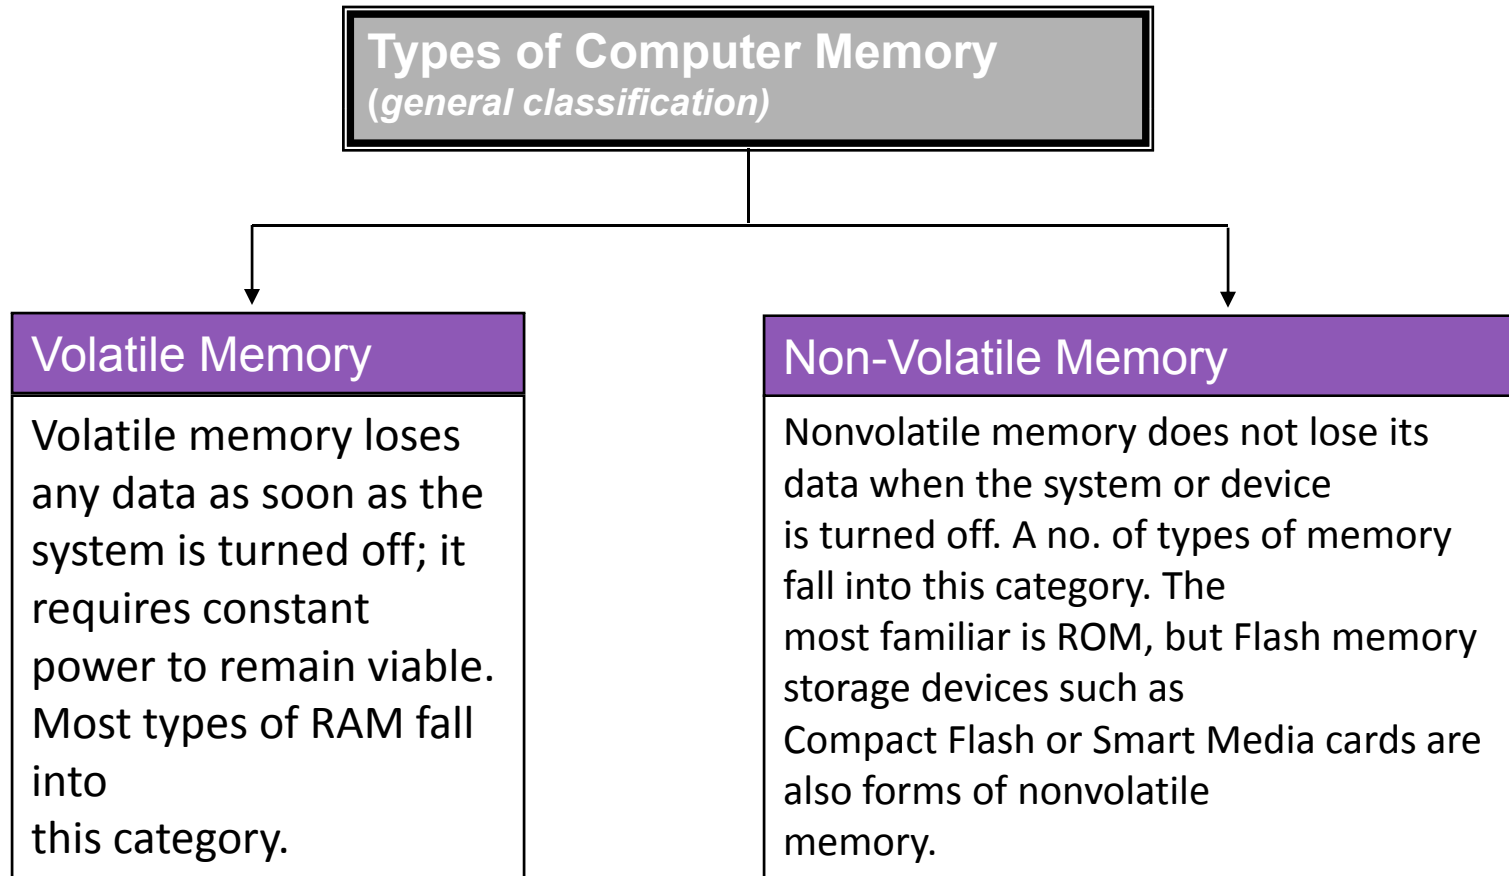 Types of Computer Memory
(general classification)
Volatile Memory
Volatile memory loses
any data as soon as the
system is turned off; it
requires constant
power to remain viable.
Most types of RAM fall
into
this category.
Non-Volatile Memory
Nonvolatile memory does not lose its
data when the system or device
is turned off. A no. of types of memory
fall into this category. The
most familiar is ROM, but Flash memory
storage devices such as
Compact Flash or Smart Media cards are
also forms of nonvolatile
memory.